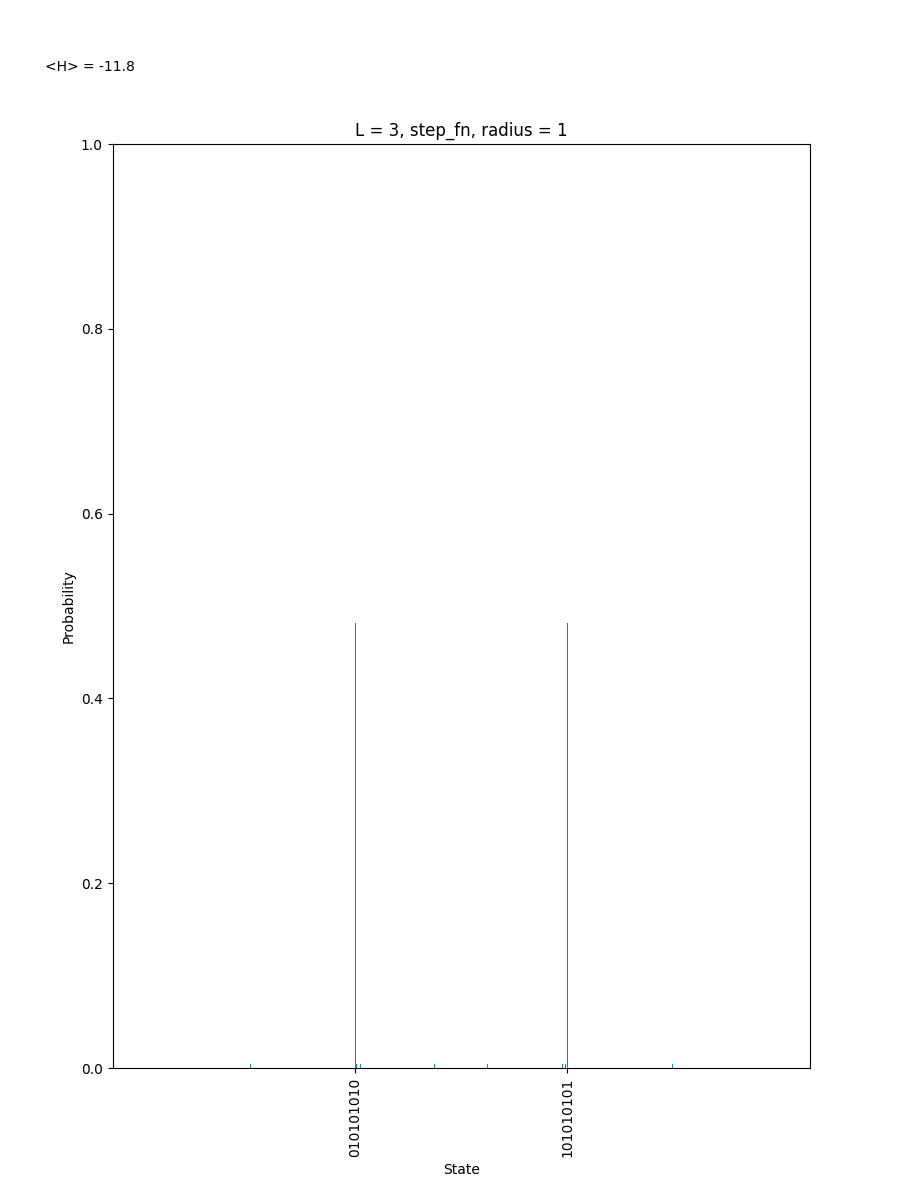 <H> = -11.8
L = 3, step_fn, radius = 1
1.0
0.8
0.6
0.4
0.2
0.0
Probability
010101010
101010101
State